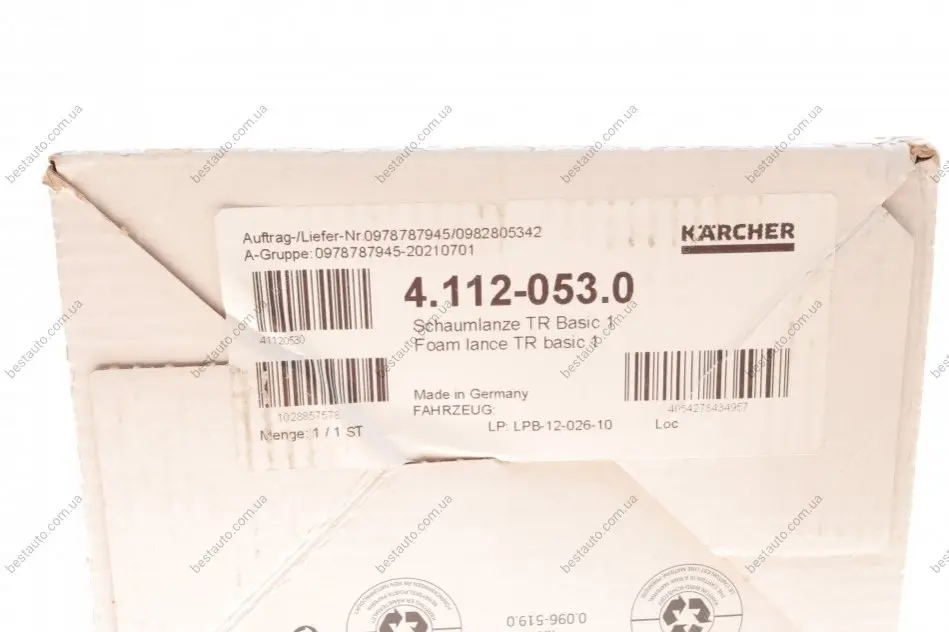 Auftrag-/Liefer-Nr.0978787945/0982805342
A-Gruppe:0978787945-20210701
KÄRCHER
4.112-053.0
Schaumlanze TR Basic 1
Foam lance TR basic 1
41120530
1028857578
Menge: 1 / 1 ST
Made in Germany
FAHRZEUG:
LP: LPB-12-026-10
4054278434957
Loc
0.096-519.0
bestauto.com.ua